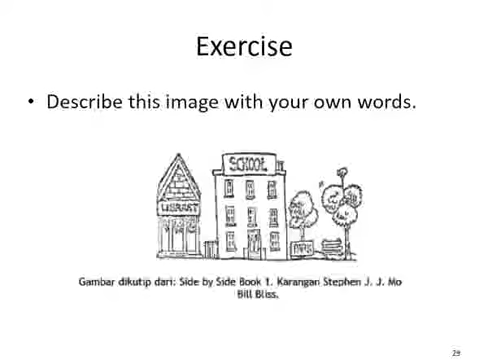 Exercise
• Describe this image with your own words.
SCHOOL
LIBRARY
PARK
Gambar dikutip dari: Side by Side Book 1. Karangan Stephen J. J. Mo
Bill Bliss.
29